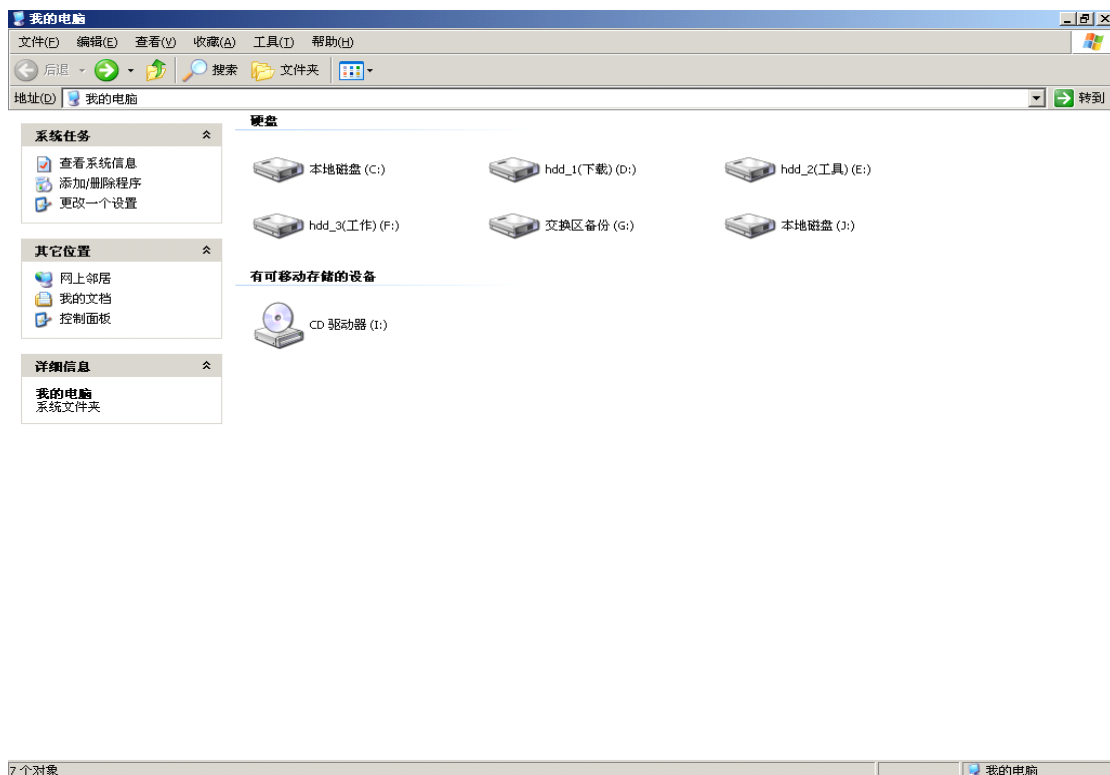 我的电脑
文件(F) 编辑(E) 查看(V) 收藏(A) 工具(T) 帮助(H)
后退 搜索 文件夹
地址(D) 我的电脑 转到
系统任务
查看系统信息
添加/删除程序
更改一个设置
其它位置
网上邻居
我的文档
控制面板
详细信息
我的电脑
系统文件夹
硬盘
本地磁盘 (C:) hdd_1(下载) (D:) hdd_2(工具) (E:)
hdd_3(工作) (F:) 交换区备份 (G:) 本地磁盘 (J:)
有可移动存储的设备
CD 驱动器 (I:)
7 个对象 我的电脑